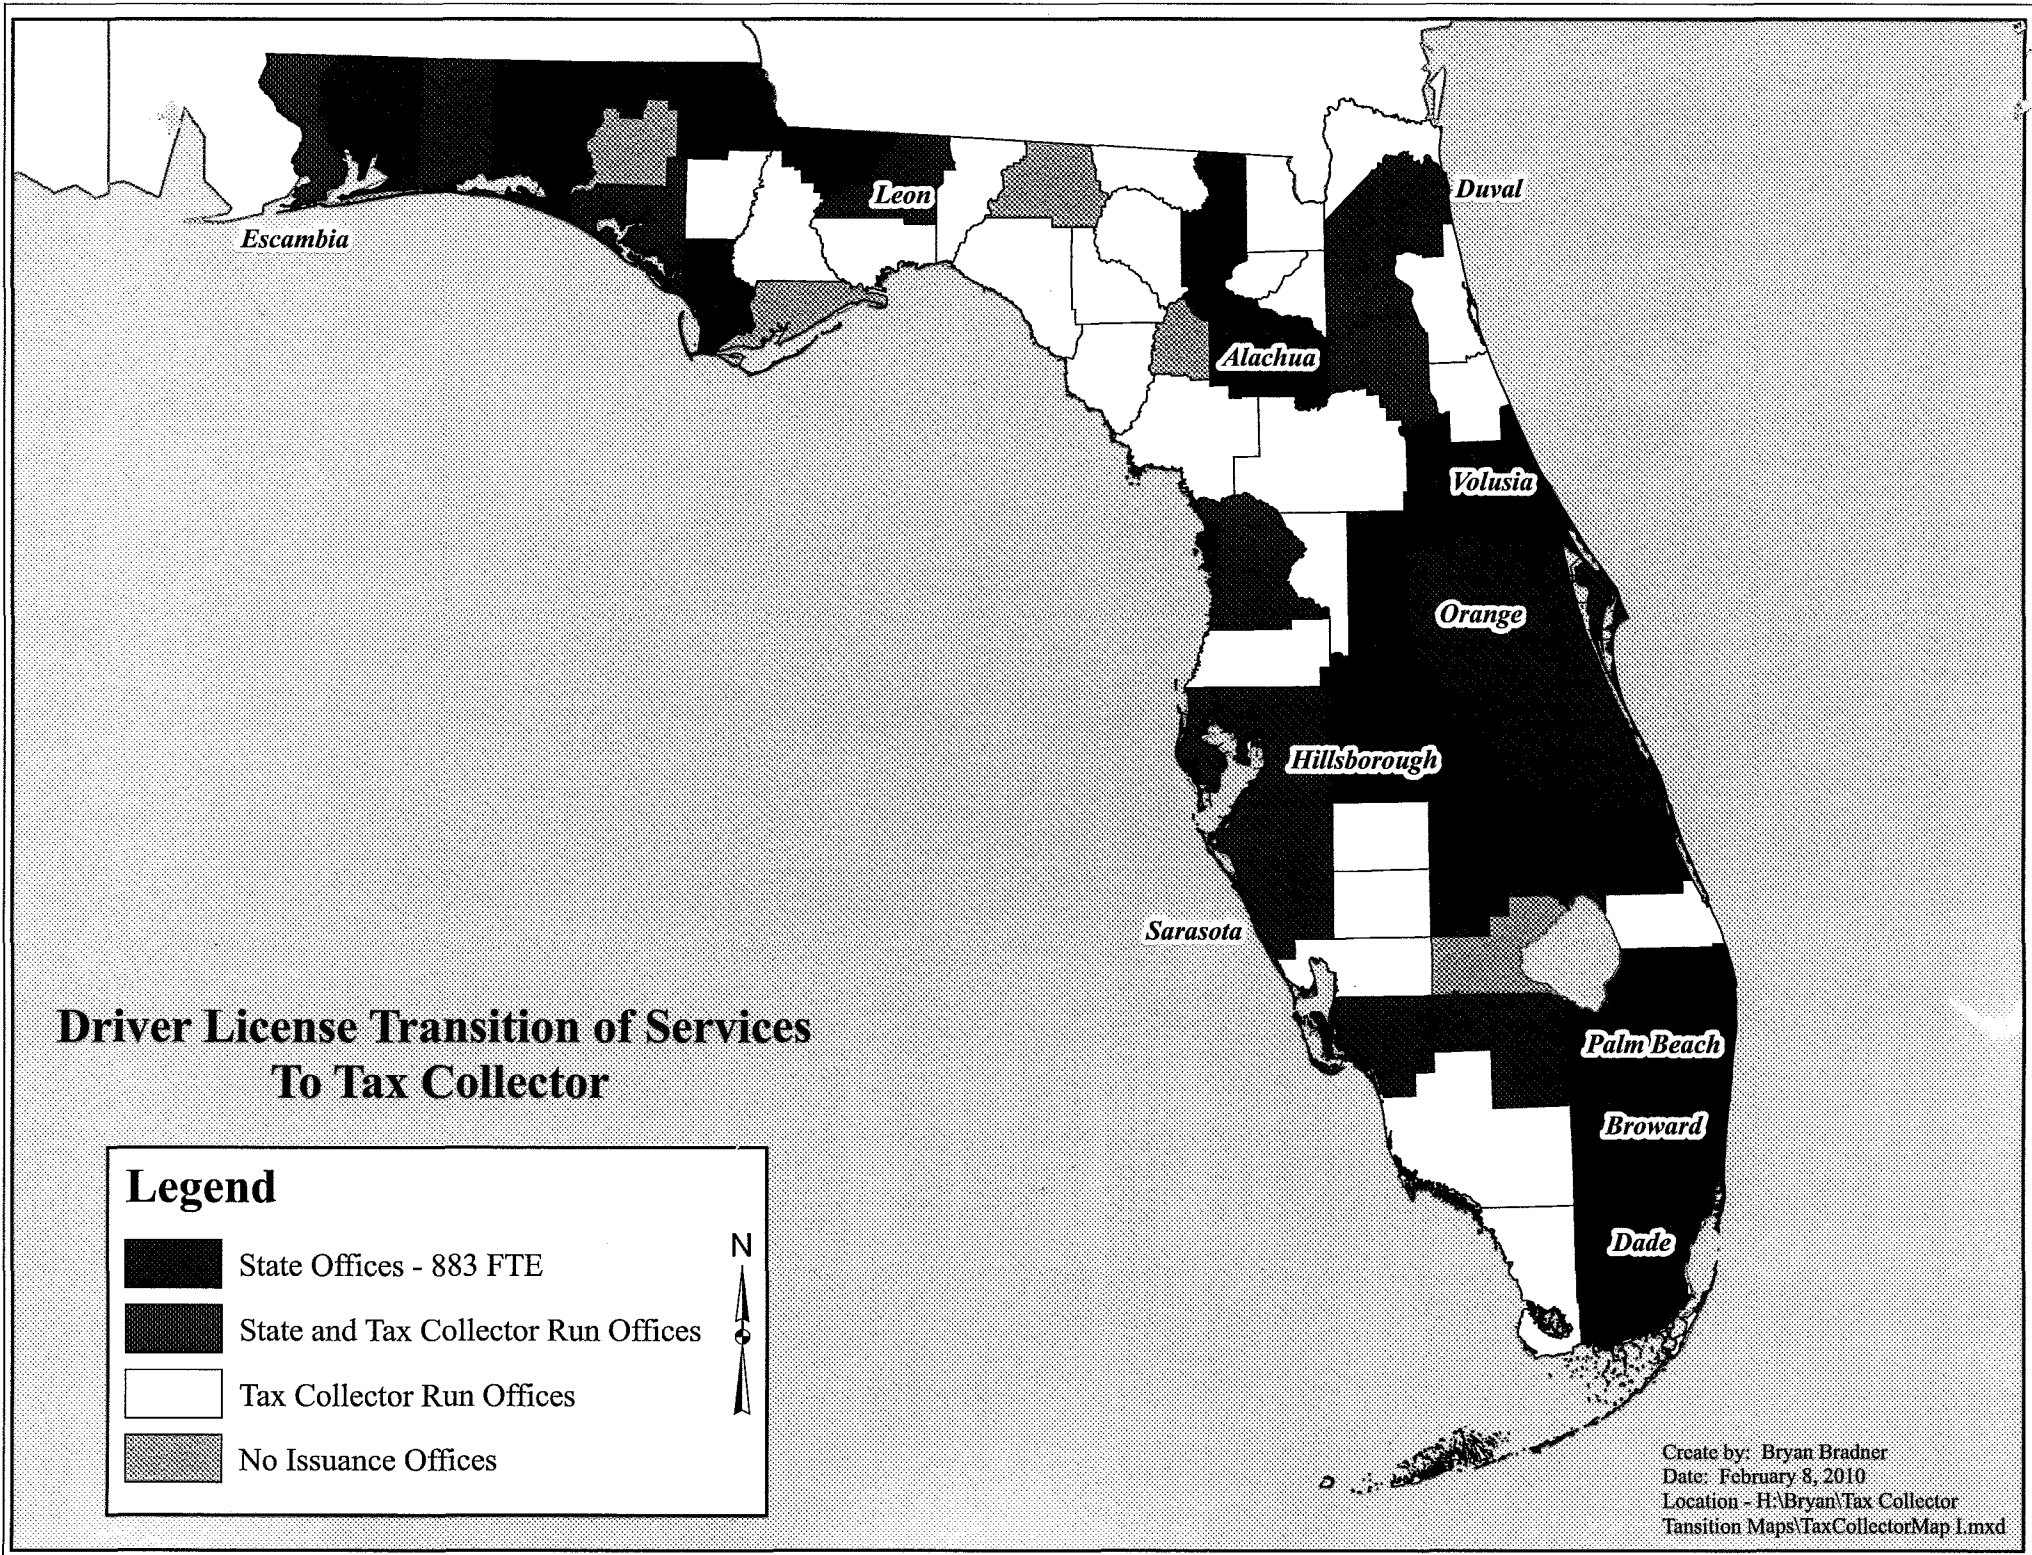 Leon
Duval
Escambia
Alachua
Volusia
Orange
Hillsborough
Sarasota
Driver License Transition of Services
To Tax Collector
Palm Beach
Broward
Dade
Legend
N
State Offices - 883 FTE
State and Tax Collector Run Offices
Tax Collector Run Offices
No Issuance Offices
Create by: Bryan Bradner
Date: February 8, 2010
Location - H:\Bryan\Tax Collector
Tansition Maps\TaxCollectorMap I.mxd